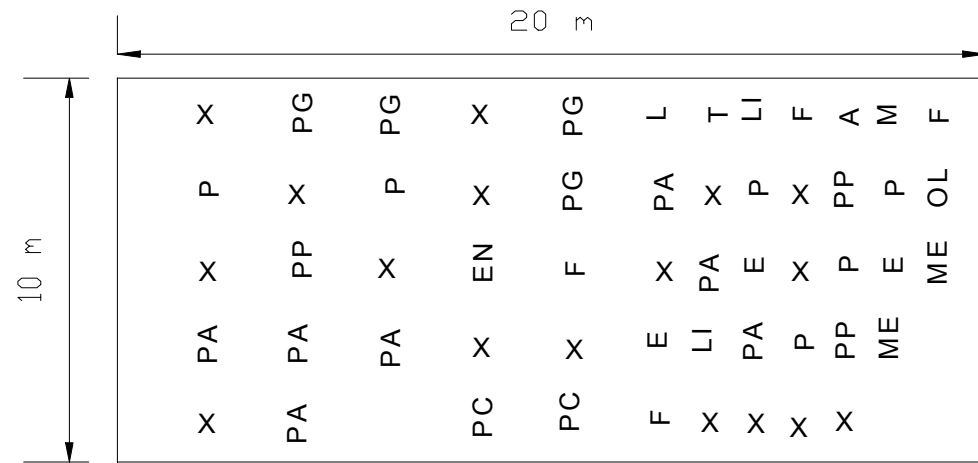 20 m
10 m
X PG PG X PG L T LI F A M F
P X P X PG PA X P X PP P OL
X PP X EN F X PA E X P E ME
PA PA PA X X E LI PA P PP ME
X PA PC PC F X X X X